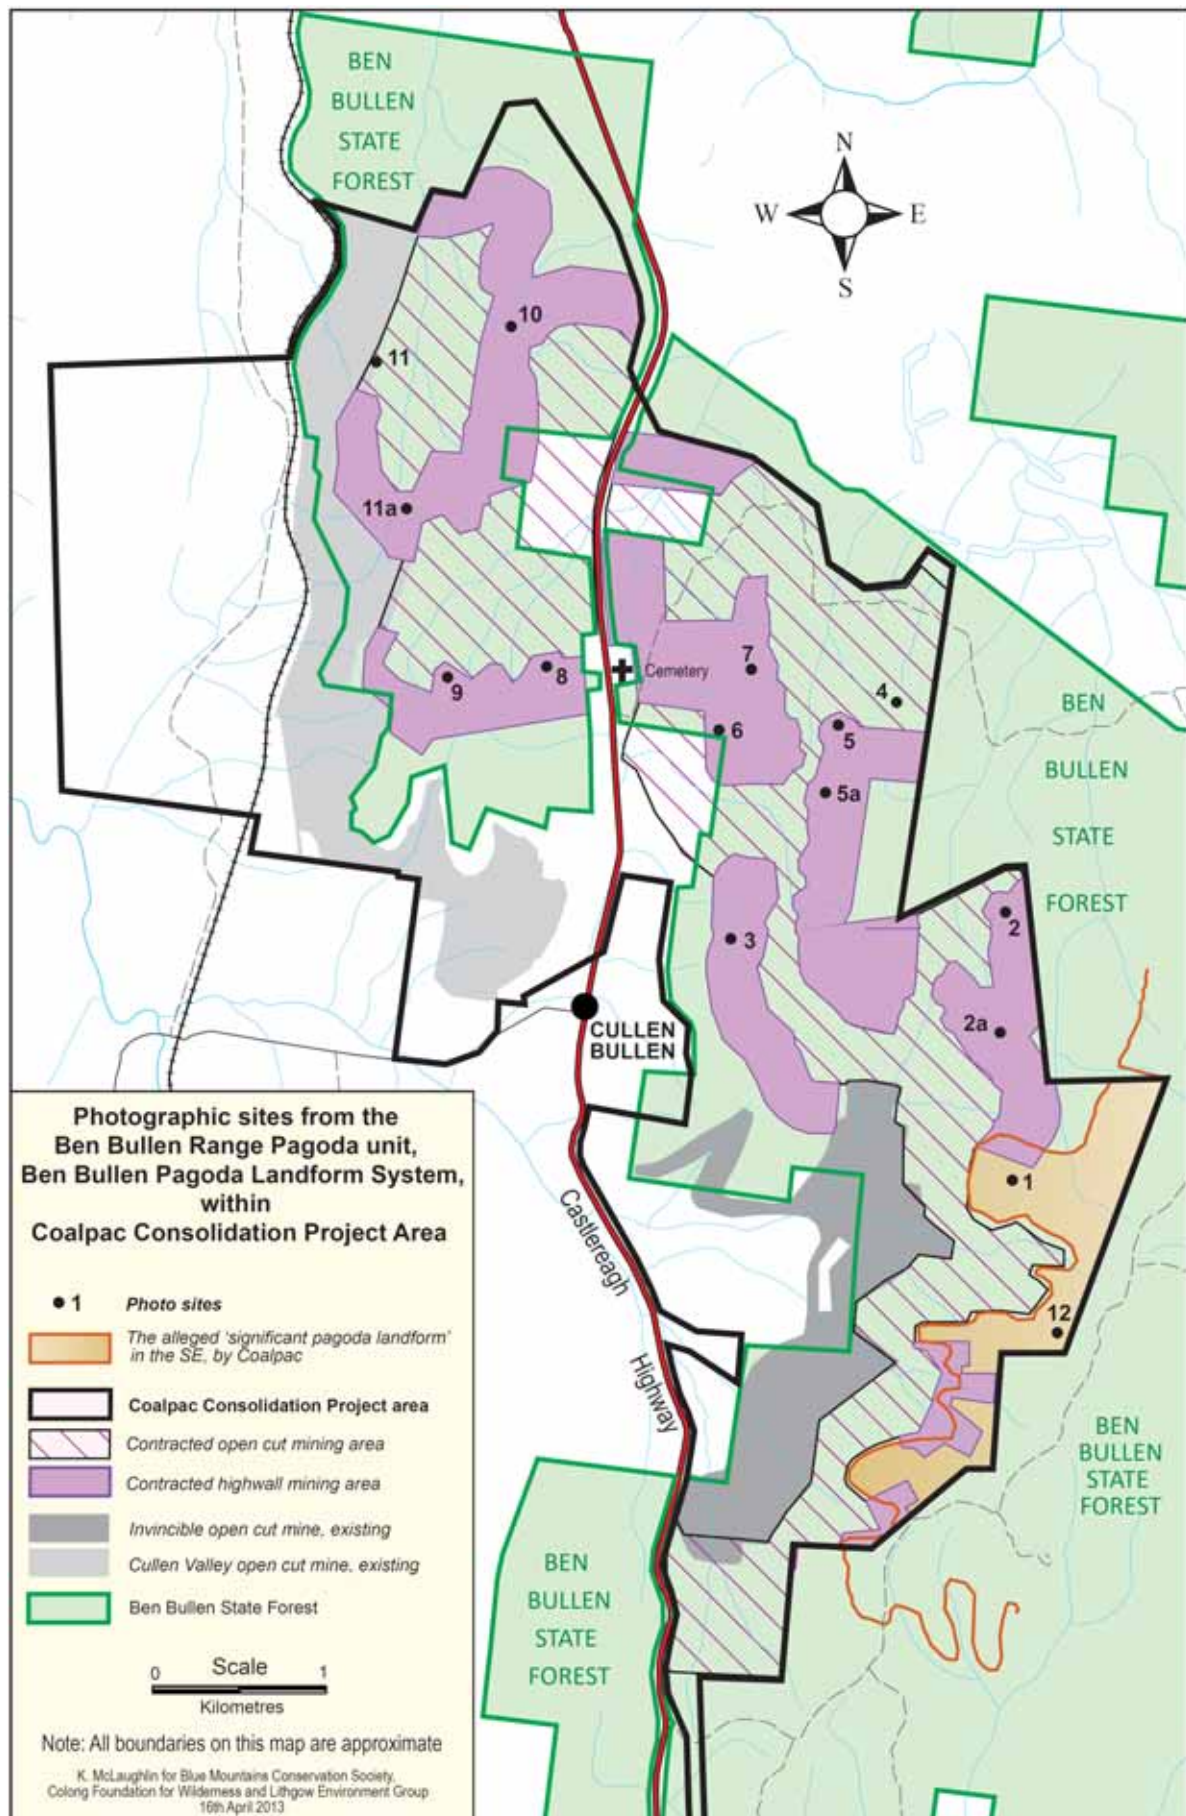 BEN
BULLEN
STATE
FOREST
N
W
E
S
10
11
11a
7
Cemetery
8
9
4
6
5
5a
BEN
BULLEN
STATE
FOREST
2
3
2a
CULLEN
BULLEN
1
Castlereagh
Highway
12
BEN
BULLEN
STATE
FOREST
BEN
BULLEN
STATE
FOREST
Photographic sites from the
Ben Bullen Range Pagoda unit,
Ben Bullen Pagoda Landform System,
within
Coalpac Consolidation Project Area
1 Photo sites
The alleged 'significant pagoda landform'
in the SE, by Coalpac
Coalpac Consolidation Project area
Contracted open cut mining area
Contracted highwall mining area
Invincible open cut mine, existing
Cullen Valley open cut mine, existing
Ben Bullen State Forest
0 Scale 1
Kilometres
Note: All boundaries on this map are approximate
K. McLaughlin for Blue Mountains Conservation Society,
Colong Foundation for Wilderness and Lithgow Environment Group
16th April 2013